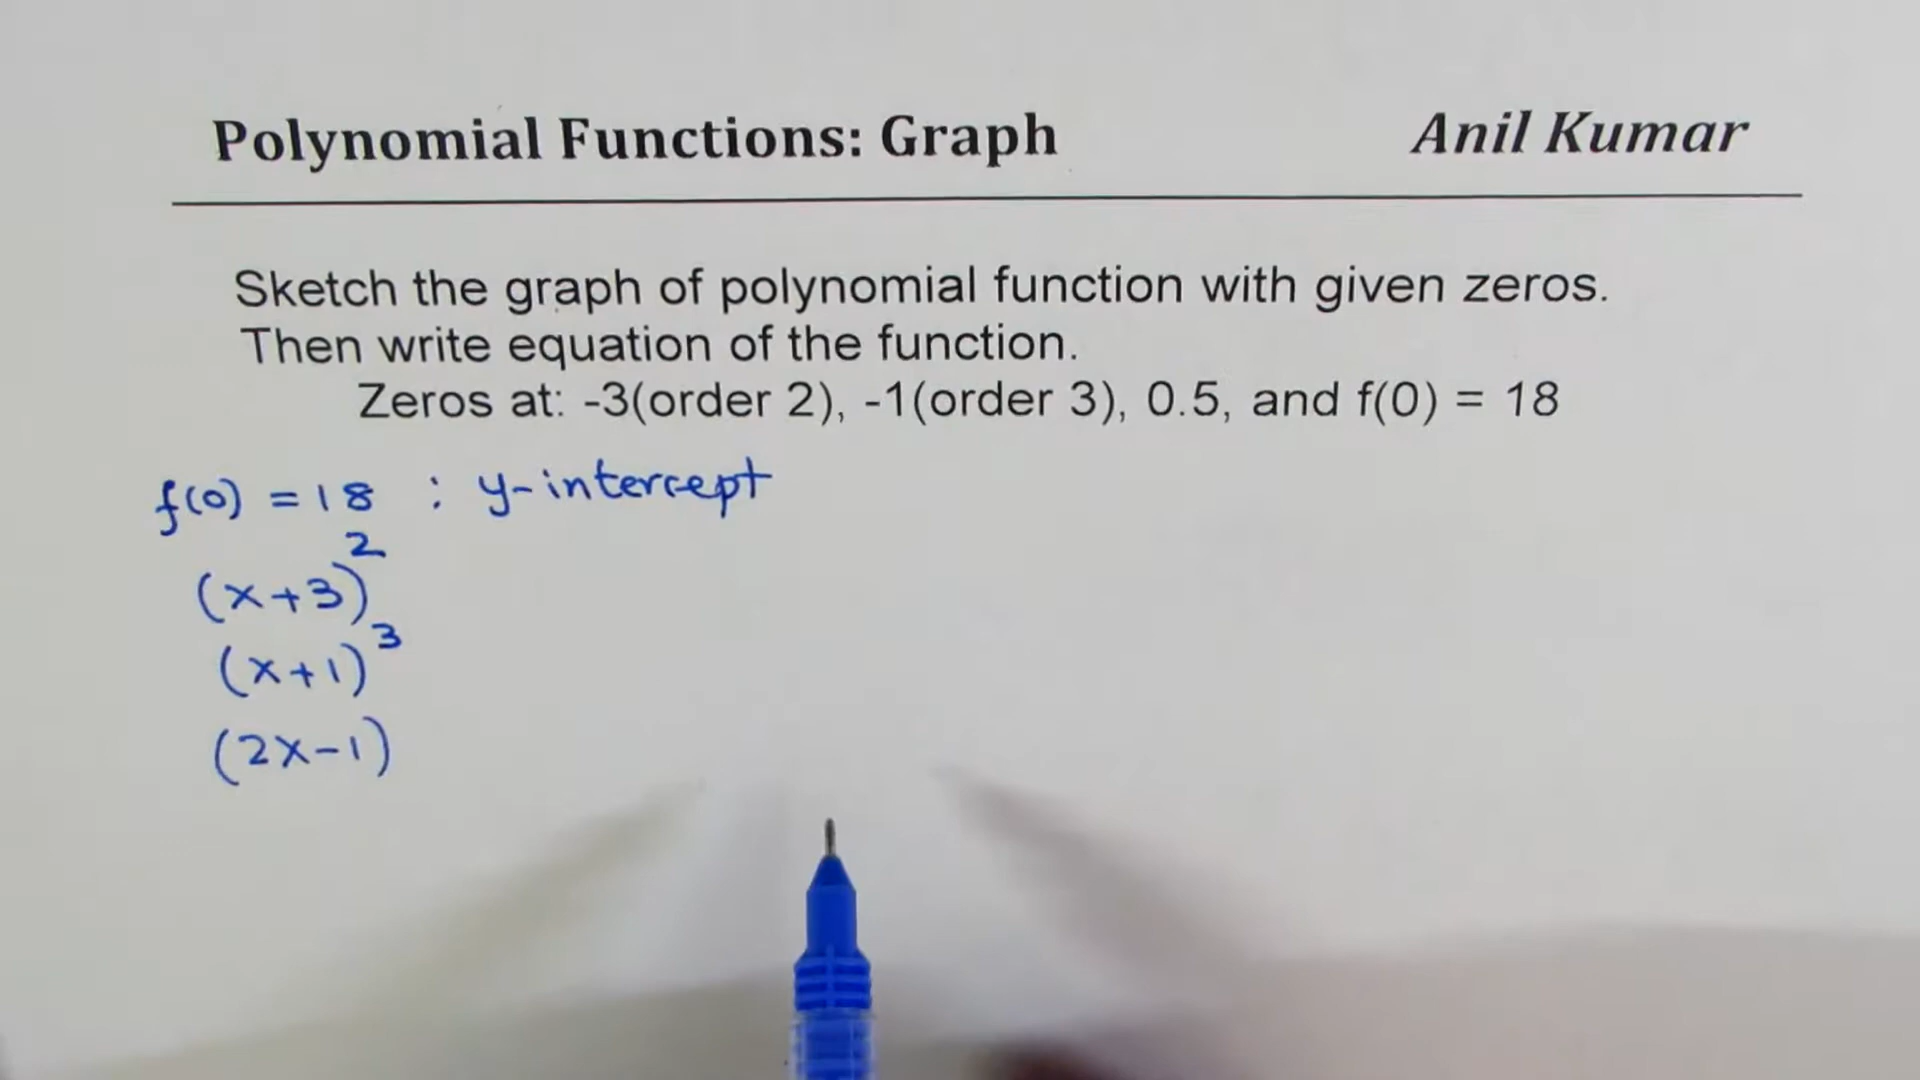 Polynomial Functions: Graph Anil Kumar
Sketch the graph of polynomial function with given zeros.
Then write equation of the function.
Zeros at: -3(order 2), -1(order 3), 0.5, and f(0) = 18
f(0) = 18 : y-intercept
(x+3)²
(x+1)³
(2x-1)